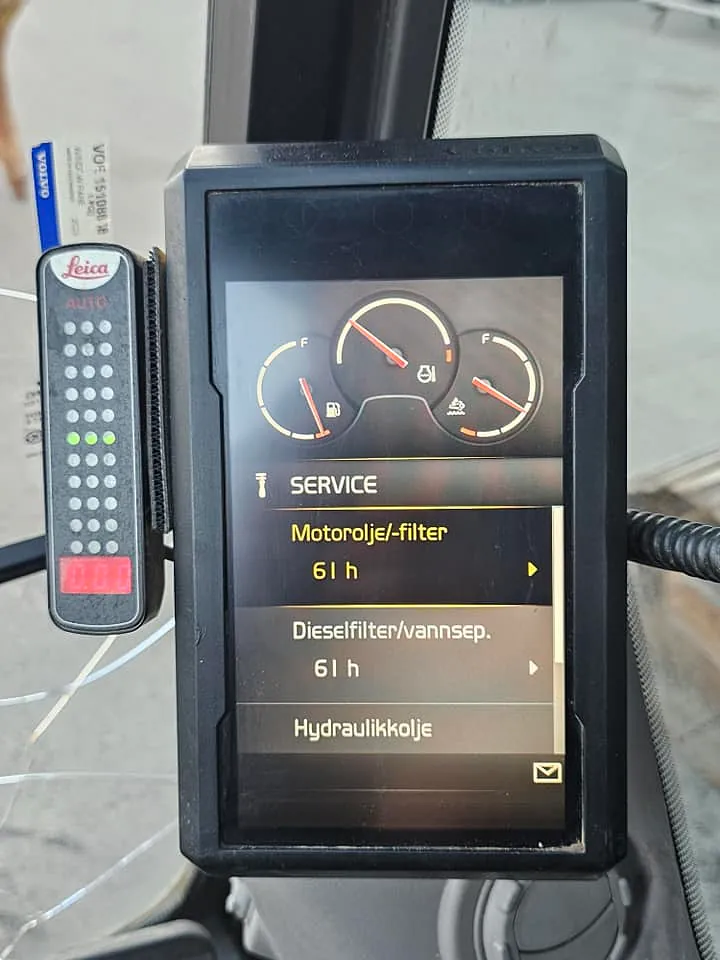 VOLVO
Leica
AUTO
F
F
SERVICE
Motorolje/-filter
61 h
Dieselfilter/vannsep.
61 h
Hydraulikkolje